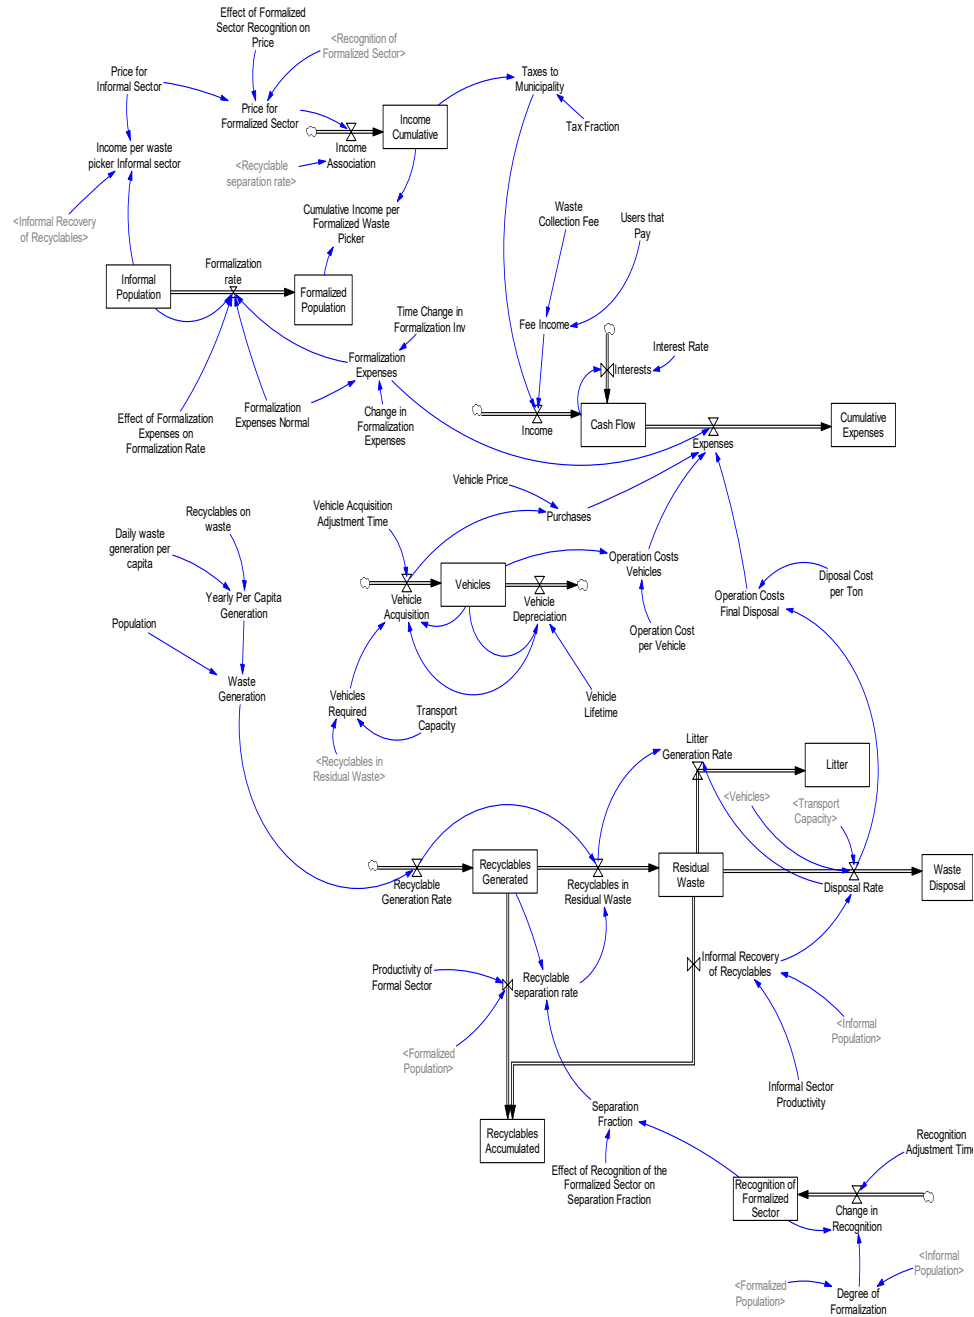 Effect of Formalized
Sector Recognition on
Price
<Recognition of
Formalized Sector>
Price for
Informal Sector
Taxes to
Municipality
Price for
Formalized Sector
Income
Cumulative
Tax Fraction
Income
Association
Income per waste
picker Informal sector
<Recyclable
separation rate>
<Informal Recovery
of Recyclables>
Cumulative Income per
Formalized Waste
Picker
Waste
Collection Fee
Users that
Pay
Informal
Population
Formalization
rate
Formalized
Population
Time Change in
Formalization Inv
Fee Income
Interest Rate
Formalization
Expenses
Interests
Effect of Formalization
Expenses on
Formalization Rate
Formalization
Expenses Normal
Change in
Formalization
Expenses
Income
Cash Flow
Expenses
Cumulative
Expenses
Vehicle Price
Vehicle Acquisition
Adjustment Time
Purchases
Recyclables on
waste
Daily waste
generation per
capita
Yearly Per Capita
Generation
Vehicles
Vehicle
Acquisition
Vehicle
Depreciation
Operation Costs
Vehicles
Operation Costs
Final Disposal
Diposal Cost
per Ton
Population
Operation Cost
per Vehicle
Waste
Generation
Vehicles
Required
Transport
Capacity
Vehicle
Lifetime
<Recyclables in
Residual Waste>
Litter
Generation Rate
Litter
<Vehicles>
<Transport
Capacity>
Recyclable
Generation Rate
Recyclables
Generated
Recyclables in
Residual Waste
Residual
Waste
Disposal Rate
Waste
Disposal
Productivity of
Formal Sector
Recyclable
separation rate
Informal Recovery
of Recyclables
<Formalized
Population>
<Informal
Population>
Informal Sector
Productivity
Separation
Fraction
Recyclables
Accumulated
Effect of Recognition of the
Formalized Sector on
Separation Fraction
Recognition
Adjustment Time
Recognition of
Formalized
Sector
Change in
Recognition
<Informal
Population>
<Formalized
Population>
Degree of
Formalization